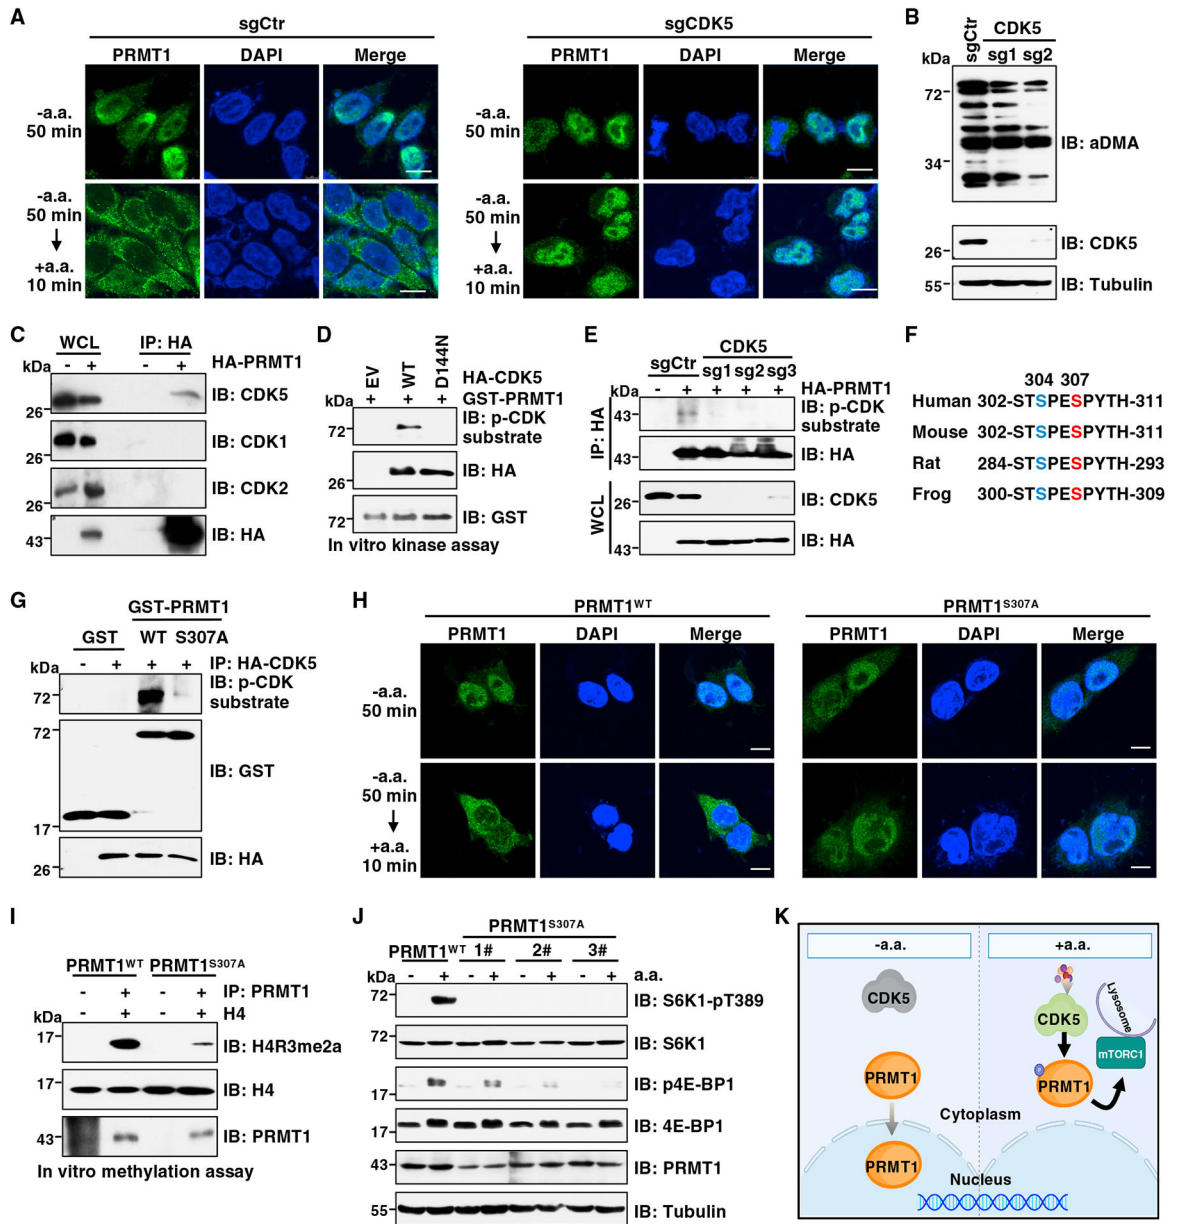 A
sgCtr
sgCDK5
PRMT1 DAPI Merge
PRMT1 DAPI Merge
-a.a.
50 min
-a.a.
50 min
-a.a.
50 min
+a.a.
10 min
-a.a.
50 min
+a.a.
10 min
B
sgCtr
CDK5
sg1 sg2
kDa
72
34
IB: aDMA
26
IB: CDK5
55
IB: Tubulin
C
WCL IP: HA
kDa - + - + HA-PRMT1
IB: CDK5
26
IB: CDK1
26
IB: CDK2
26
43
IB: HA
D
EV WT D144N
HA-CDK5
kDa + + + GST-PRMT1
72
IB: p-CDK
substrate
IB: HA
26
72
IB: GST
In vitro kinase assay
E
sgCtr
CDK5
sg1 sg2 sg3
kDa - + + + + HA-PRMT1
IP: HA
43
IB: p-CDK
substrate
43
IB: HA
WCL
26
IB: CDK5
43
IB: HA
F
304 307
Human 302-STSPESPYTH-311
Mouse 302-STSPESPYTH-311
Rat 284-STSPESPYTH-293
Frog 300-STSPESPYTH-309
G
GST-PRMT1
GST WT S307A
kDa - + + + IP: HA-CDK5
72
IB: p-CDK
substrate
72
IB: GST
17
26
IB: HA
H
PRMT1WT
PRMT1S307A
PRMT1 DAPI Merge
PRMT1 DAPI Merge
-a.a.
50 min
-a.a.
50 min
+a.a.
10 min
I
PRMT1WT PRMT1S307A
- + - + IP: PRMT1
- + - + H4
kDa
17
IB: H4R3me2a
17
IB: H4
43
IB: PRMT1
In vitro methylation assay
J
PRMT1S307A
PRMT1WT 1# 2# 3#
kDa - + - + - + - + a.a.
72
IB: S6K1-pT389
72
IB: S6K1
17
IB: p4E-BP1
17
IB: 4E-BP1
43
IB: PRMT1
55
IB: Tubulin
K
-a.a. +a.a.
CDK5
CDK5
Lysosome
mTORC1
PRMT1
P
PRMT1
Cytoplasm
PRMT1
Nucleus